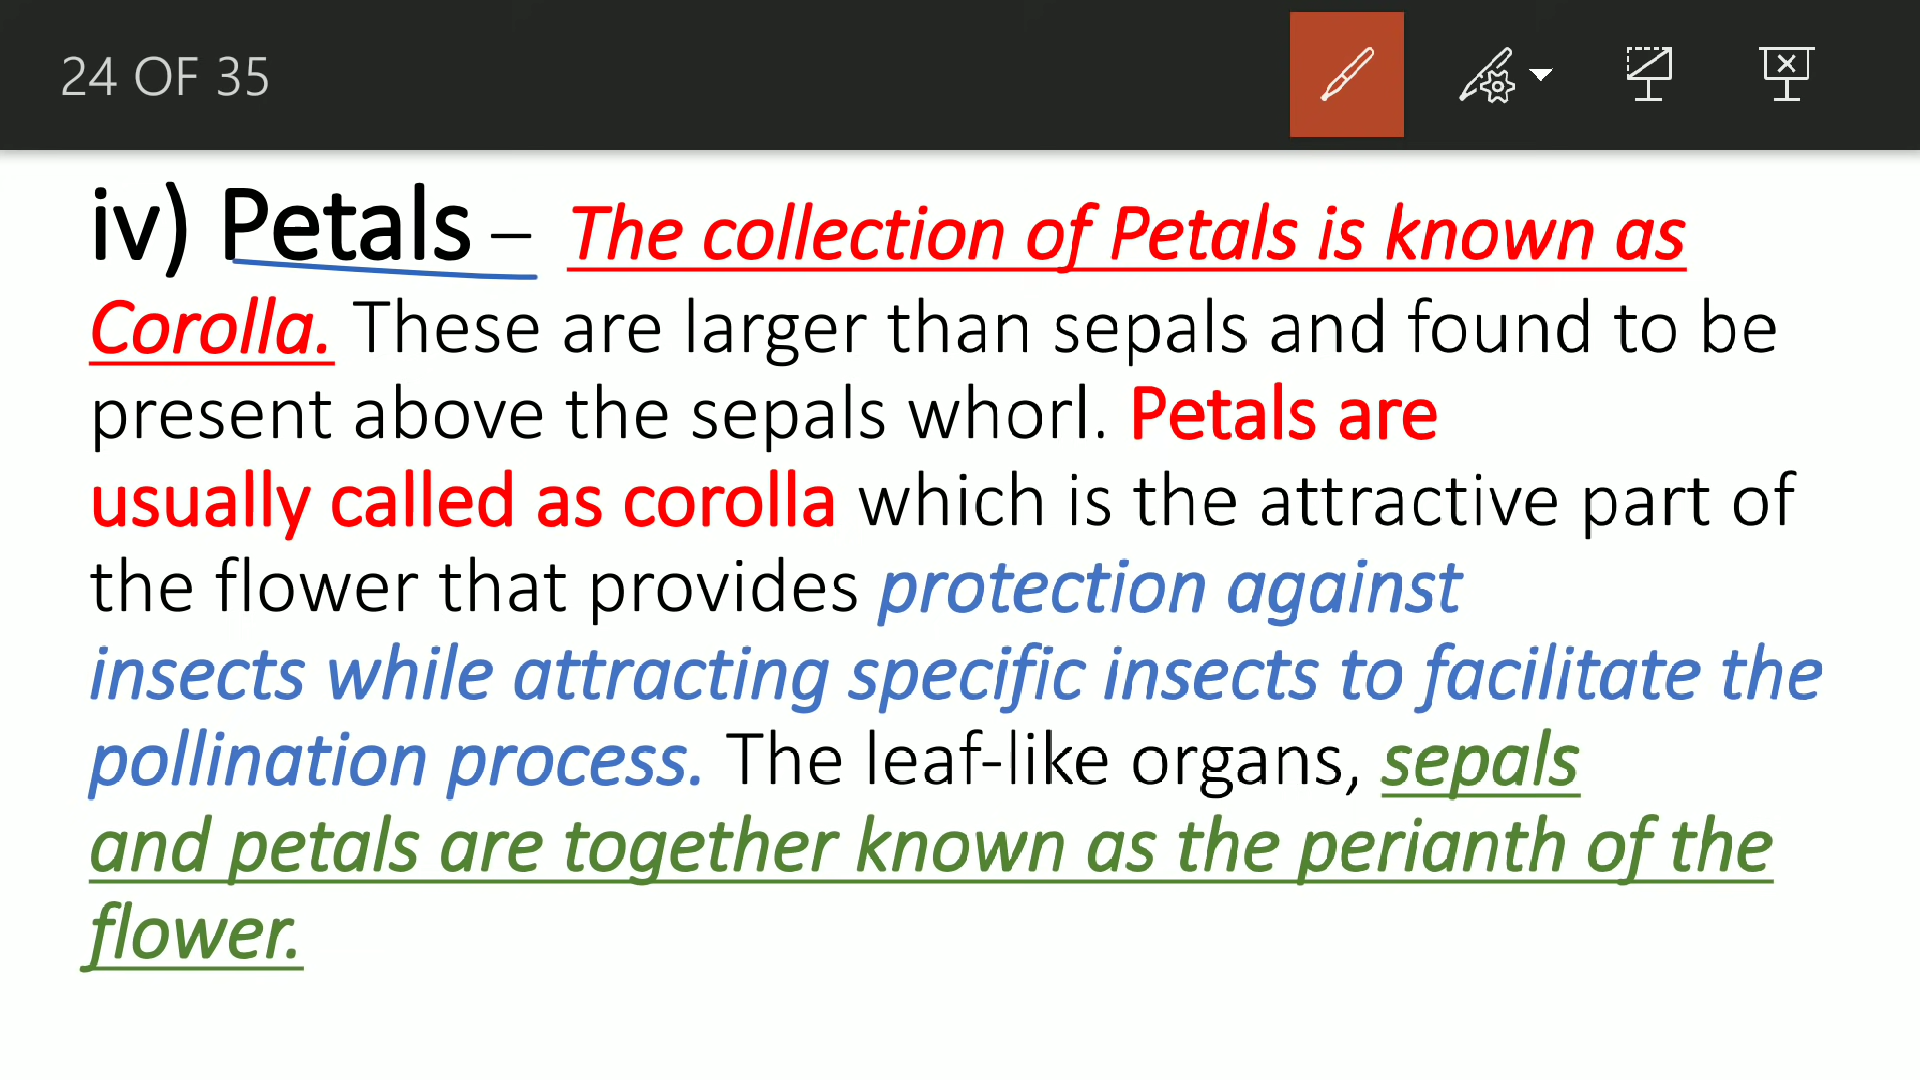 24 OF 35
iv) Petals – The collection of Petals is known as
Corolla. These are larger than sepals and found to be
present above the sepals whorl. Petals are
usually called as corolla which is the attractive part of
the flower that provides protection against
insects while attracting specific insects to facilitate the
pollination process. The leaf-like organs, sepals
and petals are together known as the perianth of the
flower.